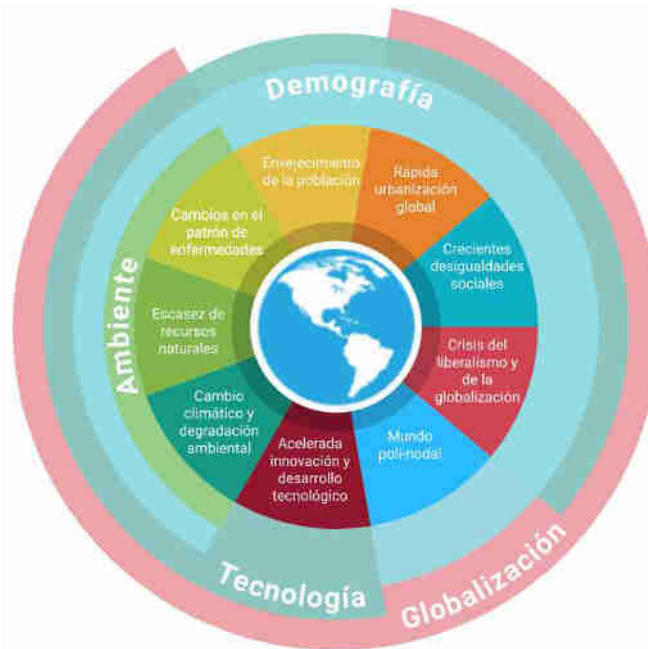 Demografía
Envejecimiento
de la población
Rápida
urbanización
global
Crecientes
desigualdades
sociales
Crisis del
liberalismo y
de la
globalización
Mundo
poli-nodal
Acelerada
innovación y
desarrollo
tecnológico
Cambio
climático y
degradación
ambiental
Escasez de
recursos
naturales
Cambios en el
patrón de
enfermedades
Ambiente
Tecnología
Globalización